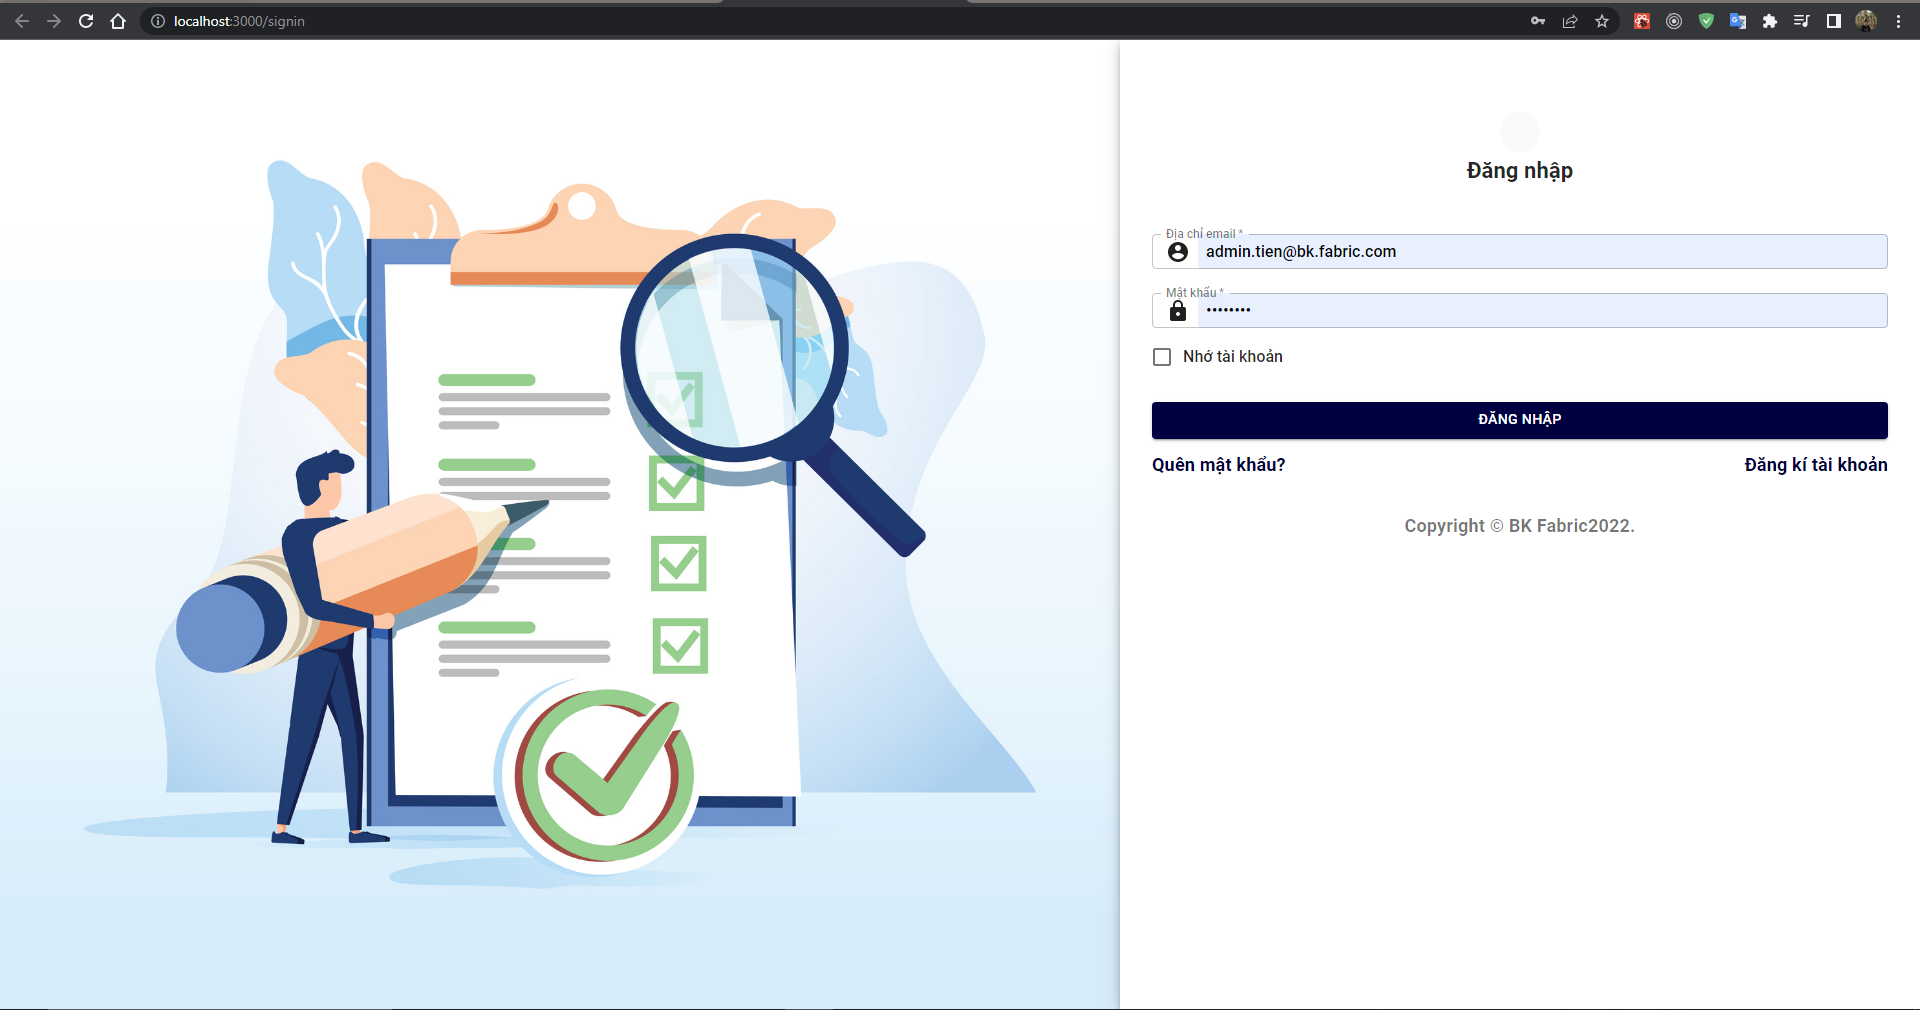 localhost:3000/signin
Đăng nhập
Địa chỉ email *
admin.tien@bk.fabric.com
Mật khẩu *
••••••••
Nhớ tài khoản
ĐĂNG NHẬP
Quên mật khẩu?
Đăng kí tài khoản
Copyright © BK Fabric2022.